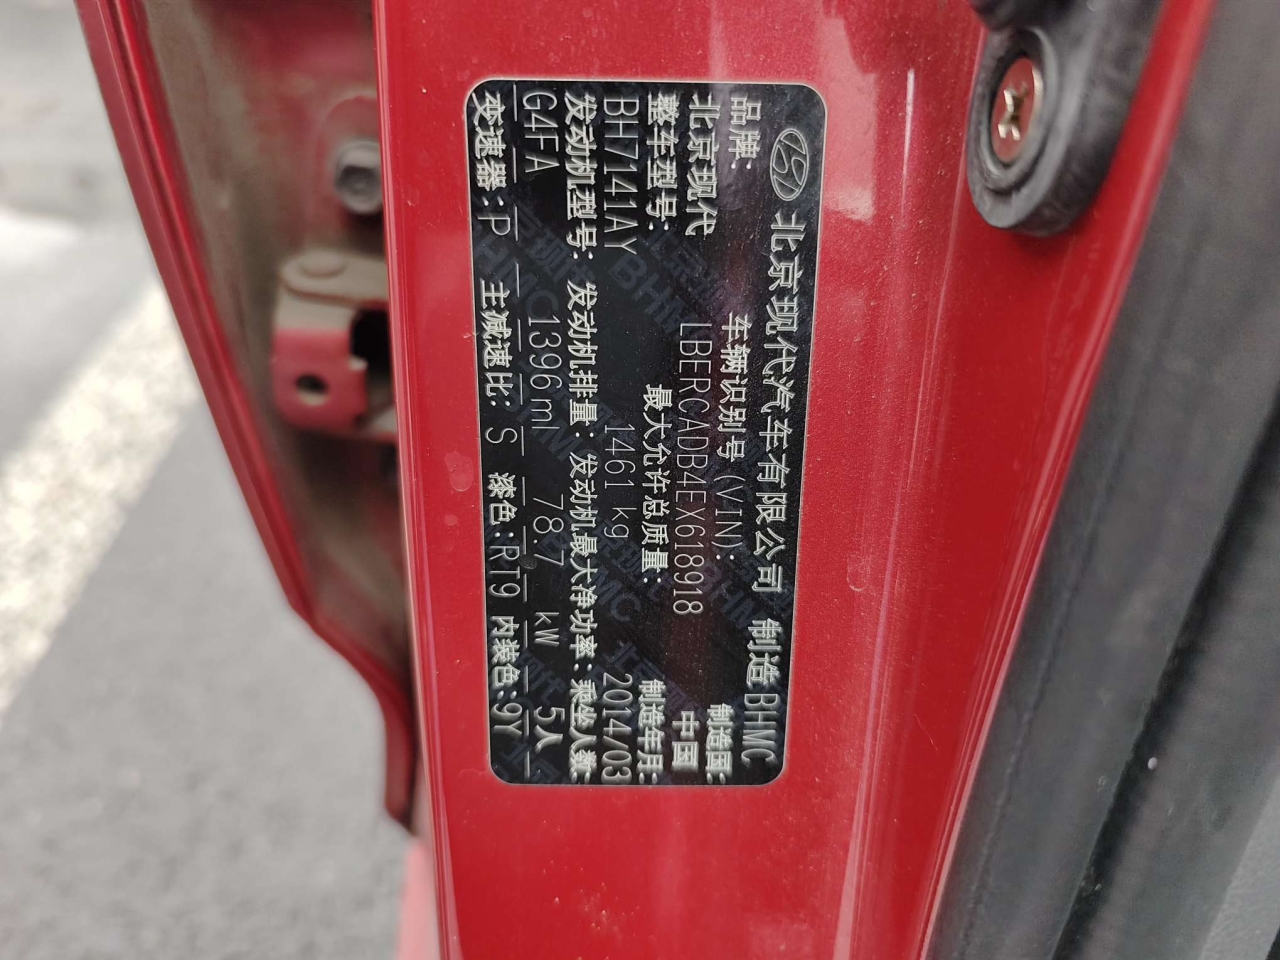 北京现代汽车有限公司 制造 BHMC
品牌: 车辆识别号(VIN): 制造国:
北京现代 LBERCADB4EX618918 中国
整车型号: 最大允许总质量: 制造年月:
BH7141AY 1461kg 2014/03
发动机型号: 发动机排量: 发动机最大净功率: 乘坐人数:
G4FA 1396ml 78.7 kW 5人
变速器:P 主减速比: S 漆色:RT9 内装色:9Y